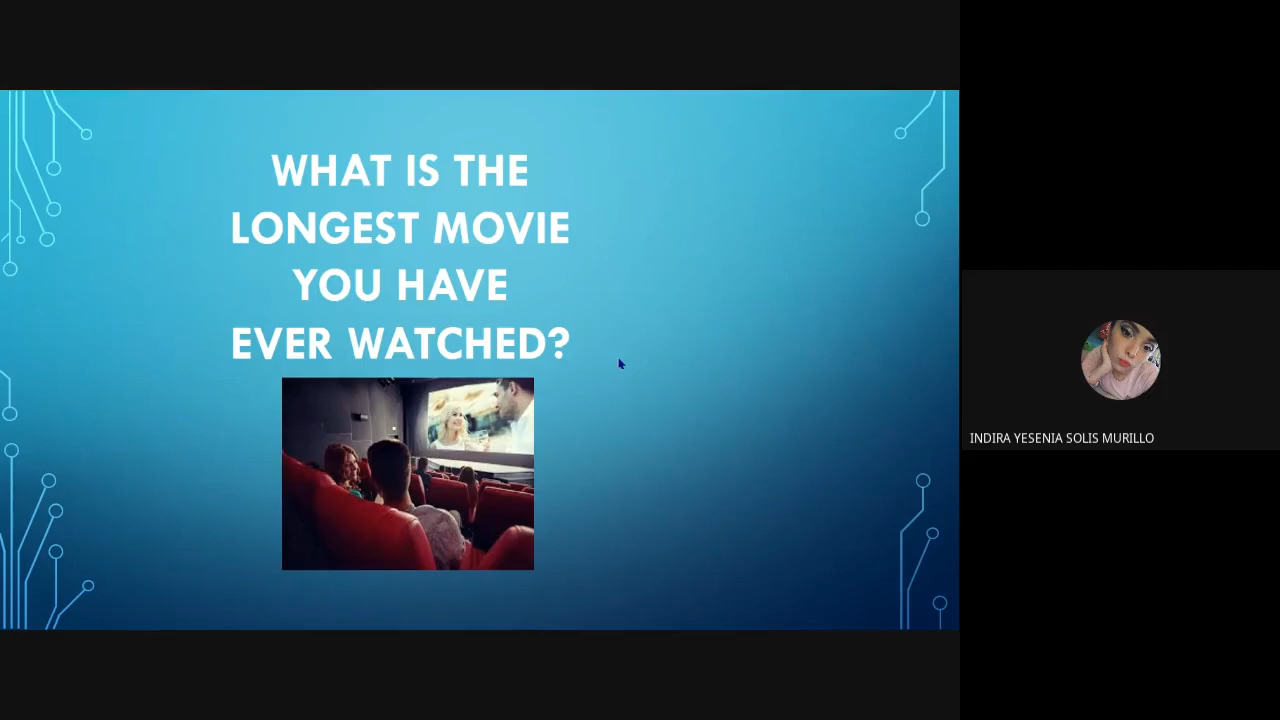 WHAT IS THE
LONGEST MOVIE
YOU HAVE
EVER WATCHED?
INDIRA YESENIA SOLIS MURILLO